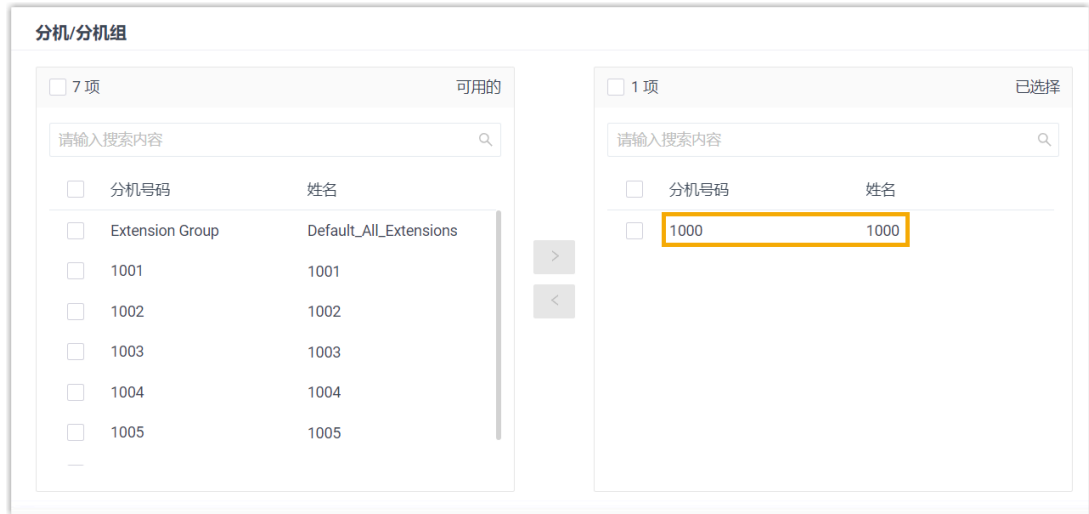 分机/分机组
7 项 可用的
请输入搜索内容
分机号码 姓名
Extension Group Default_All_Extensions
1001 1001
1002 1002
1003 1003
1004 1004
1005 1005
>
<
1 项 已选择
请输入搜索内容
分机号码 姓名
1000 1000